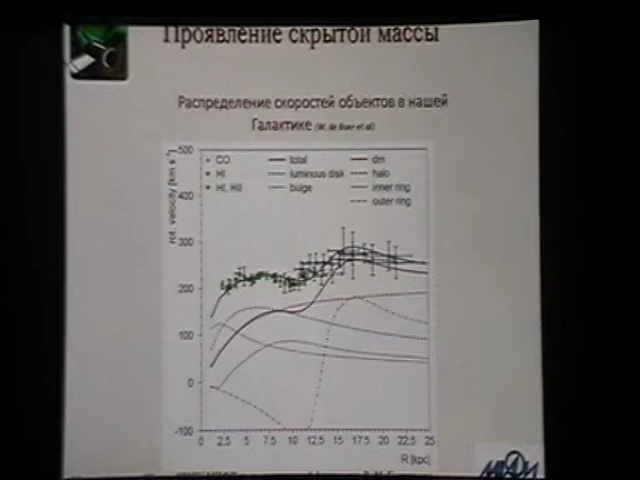 Проявление скрытой массы
Распределение скоростей объектов в нашей
Галактике (W. de Boer et al)
rot. velocity [km s⁻¹]
500
400
300
200
100
0
-100
CO
HI
HI, HII
total
luminous disk
bulge
dm
halo
inner ring
outer ring
0 2.5 5 7.5 10 12.5 15 17.5 20 22.5 25
R [kpc]